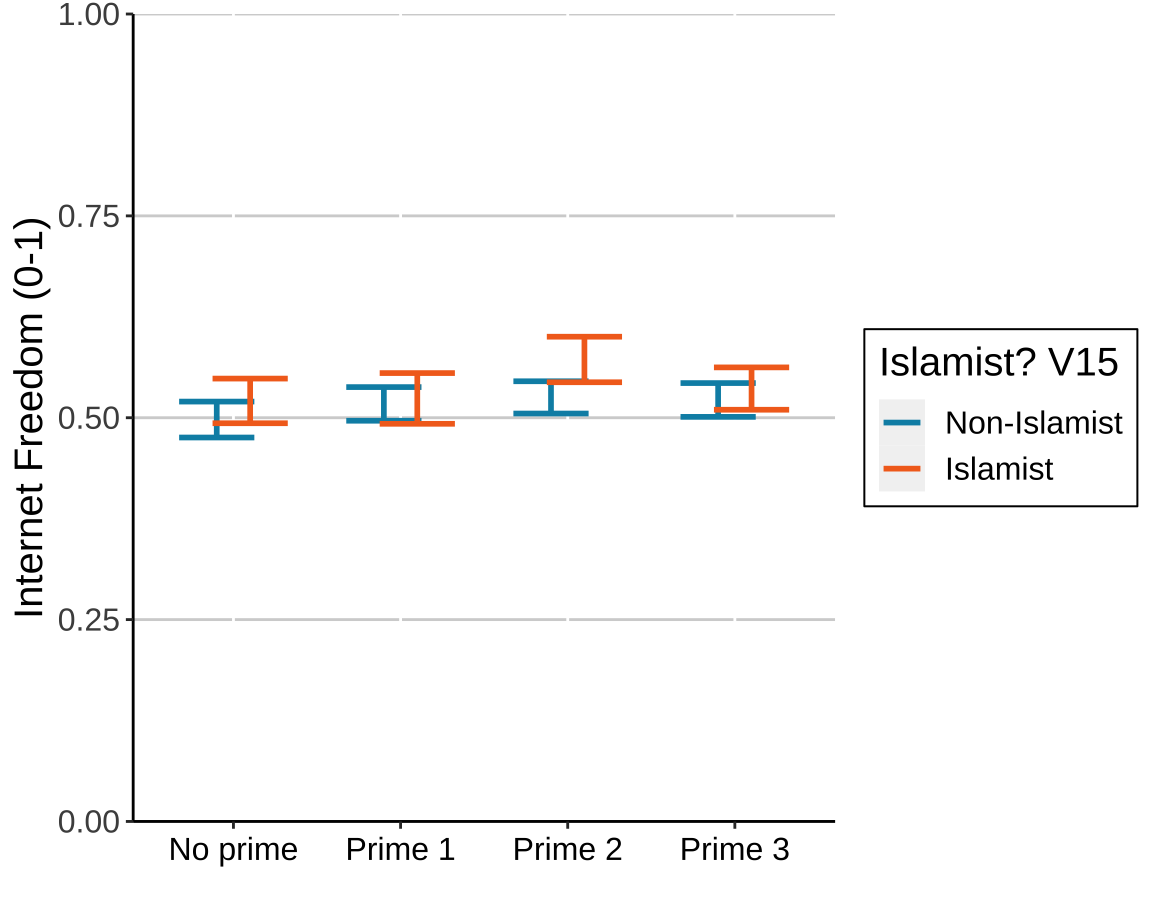 1.00
0.75
0.50
0.25
0.00
Internet Freedom (0-1)
No prime Prime 1 Prime 2 Prime 3
Islamist? V15
Non-Islamist
Islamist